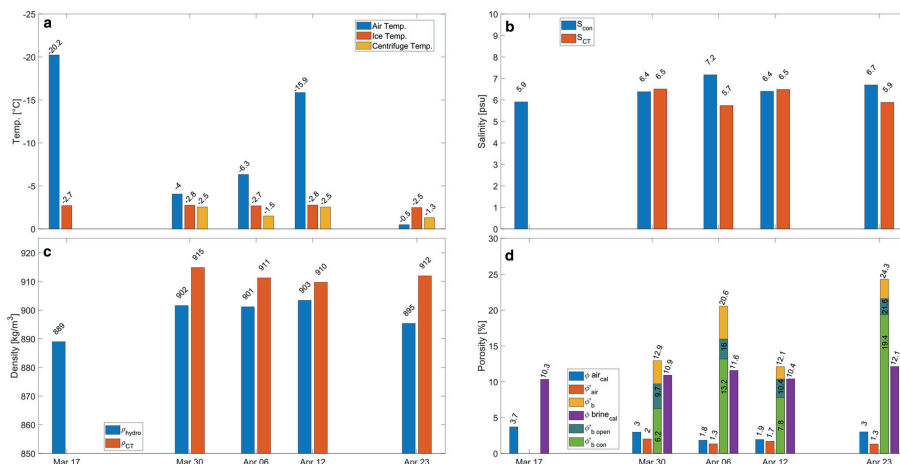 a
Air Temp.
Ice Temp.
Centrifuge Temp.
Temp. [°C]
-25
-20
-15
-10
-5
0
-20.2
-2.7
-4
-2.8
-2.5
-6.3
-2.7
-1.5
-15.9
-2.8
-2.5
-0.5
-2.5
-1.3
b
S_con
S_CT
Salinity [psu]
10
9
8
7
6
5
4
3
2
1
0
5.9
6.4
6.5
7.2
5.7
6.4
6.5
6.7
5.9
c
Density [kg/m³]
920
910
900
890
880
870
860
850
889
902
915
901
911
903
910
895
912
ρ_hydro
ρ_CT
Mar 17
Mar 30
Apr 06
Apr 12
Apr 23
d
Porosity [%]
30
25
20
15
10
5
0
3.7
10.3
3
2
6.2
9.7
12.9
10.9
1.8
1.3
13.2
16
20.6
11.6
1.9
1.7
7.8
10.4
12.1
10.4
3
1.3
19.4
21.6
24.3
12.1
ϕ air_cal
ϕ'_air
ϕ'_b
ϕ brine_cal
ϕ'_b open
ϕ'_b con
Mar 17
Mar 30
Apr 06
Apr 12
Apr 23